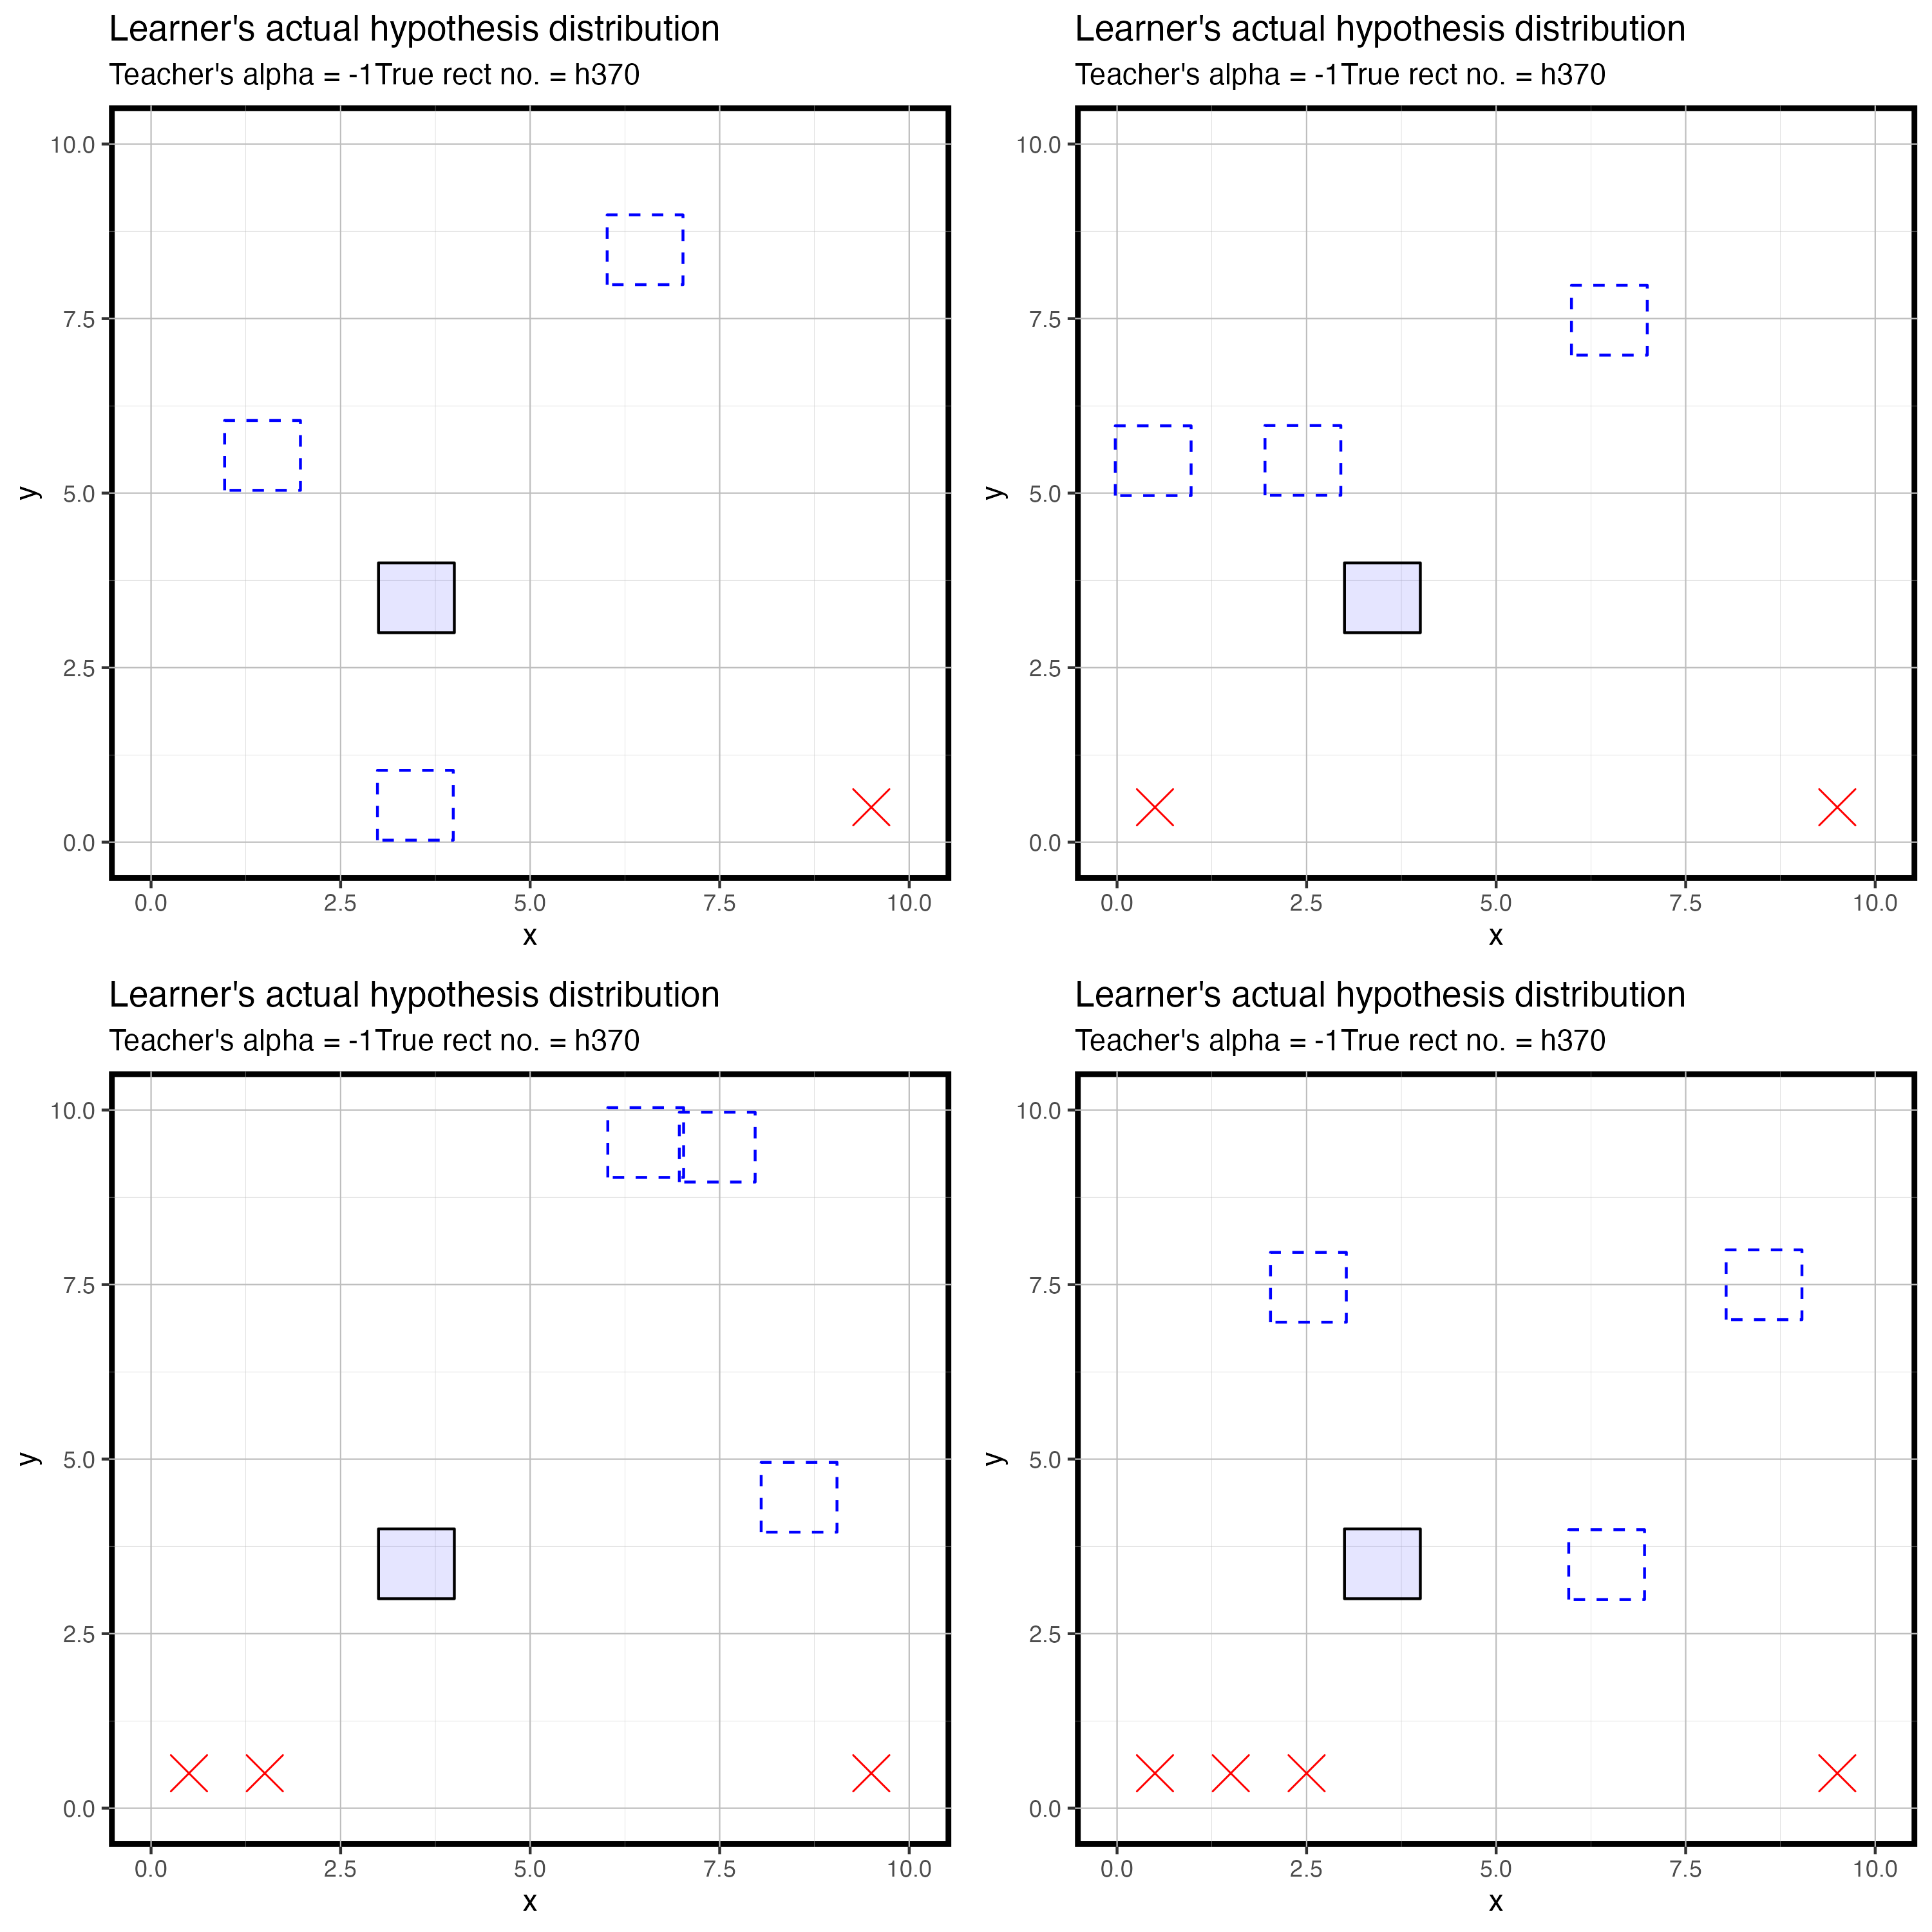 Learner's actual hypothesis distribution
Teacher's alpha = -1True rect no. = h370
10.0
7.5
5.0
2.5
0.0
y
0.0 2.5 5.0 7.5 10.0
x
Learner's actual hypothesis distribution
Teacher's alpha = -1True rect no. = h370
10.0
7.5
5.0
2.5
0.0
y
0.0 2.5 5.0 7.5 10.0
x
Learner's actual hypothesis distribution
Teacher's alpha = -1True rect no. = h370
10.0
7.5
5.0
2.5
0.0
y
0.0 2.5 5.0 7.5 10.0
x
Learner's actual hypothesis distribution
Teacher's alpha = -1True rect no. = h370
10.0
7.5
5.0
2.5
0.0
y
0.0 2.5 5.0 7.5 10.0
x